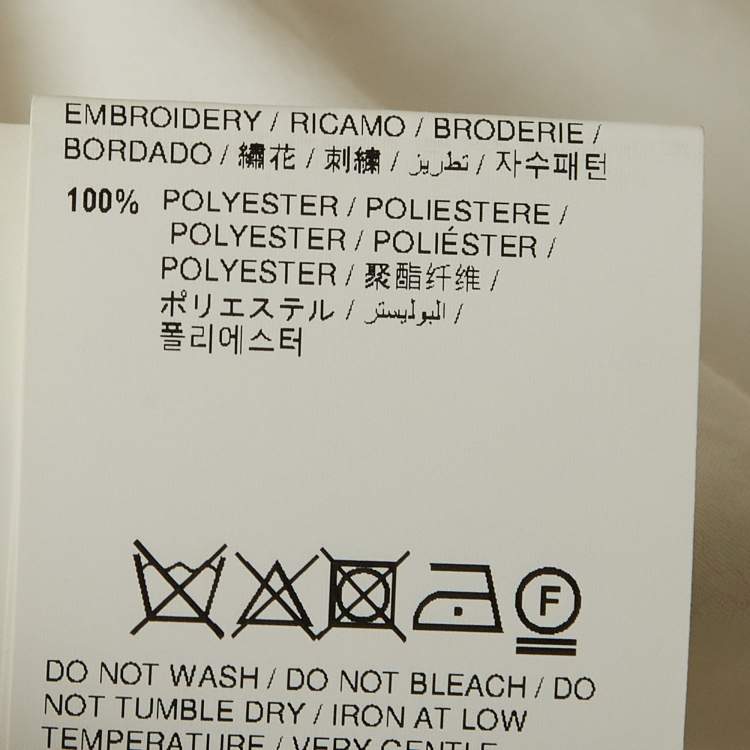 EMBROIDERY / RICAMO / BRODERIE /
BORDADO / 繡花 / 刺繍 / تطريز / 자수패턴
100% POLYESTER / POLIESTERE /
POLYESTER / POLIÉSTER /
POLYESTER / 聚酯纤维 /
ポリエステル / البوليستر /
폴리에스터
F
DO NOT WASH / DO NOT BLEACH / DO
NOT TUMBLE DRY / IRON AT LOW
TEMPERATURE / VERY GENTLE